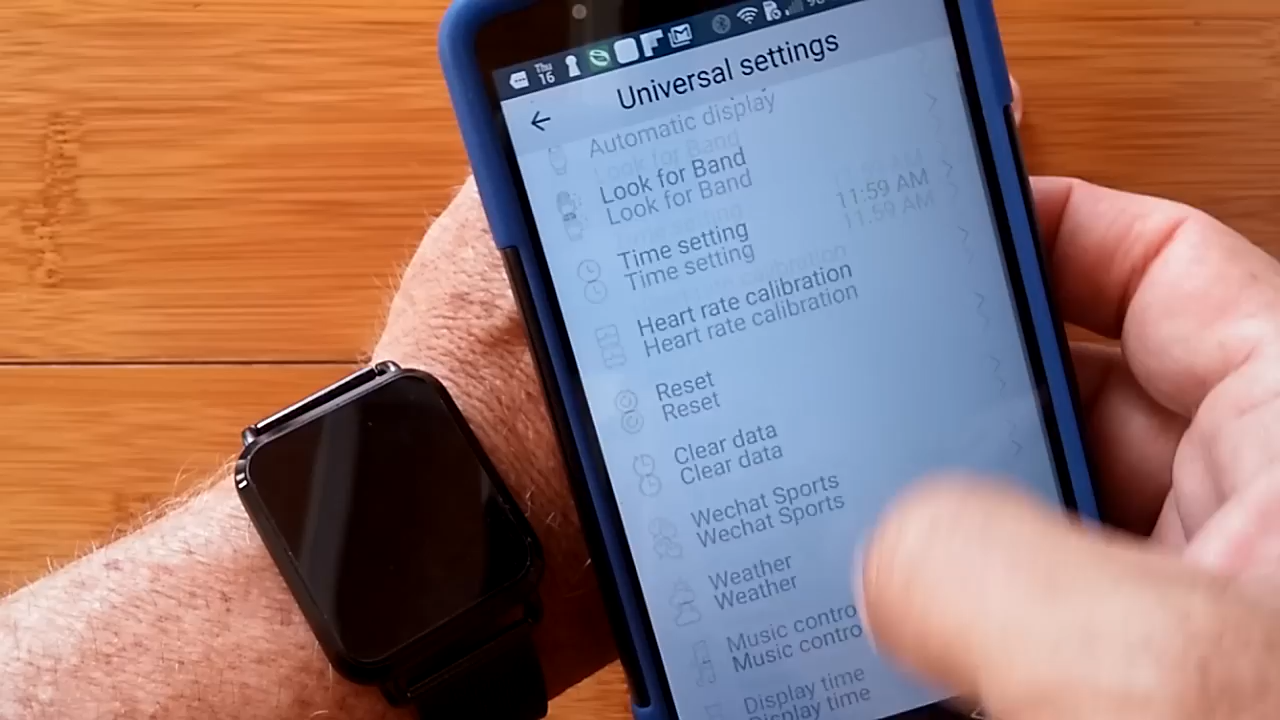 Thu
16
Universal settings
Automatic display
Look for Band
Look for Band
11:59 AM
Time setting
11:59 AM
Time setting
Heart rate calibration
Heart rate calibration
Reset
Reset
Clear data
Clear data
Wechat Sports
Wechat Sports
Weather
Weather
Music contro
Music contro
Display time
Display time